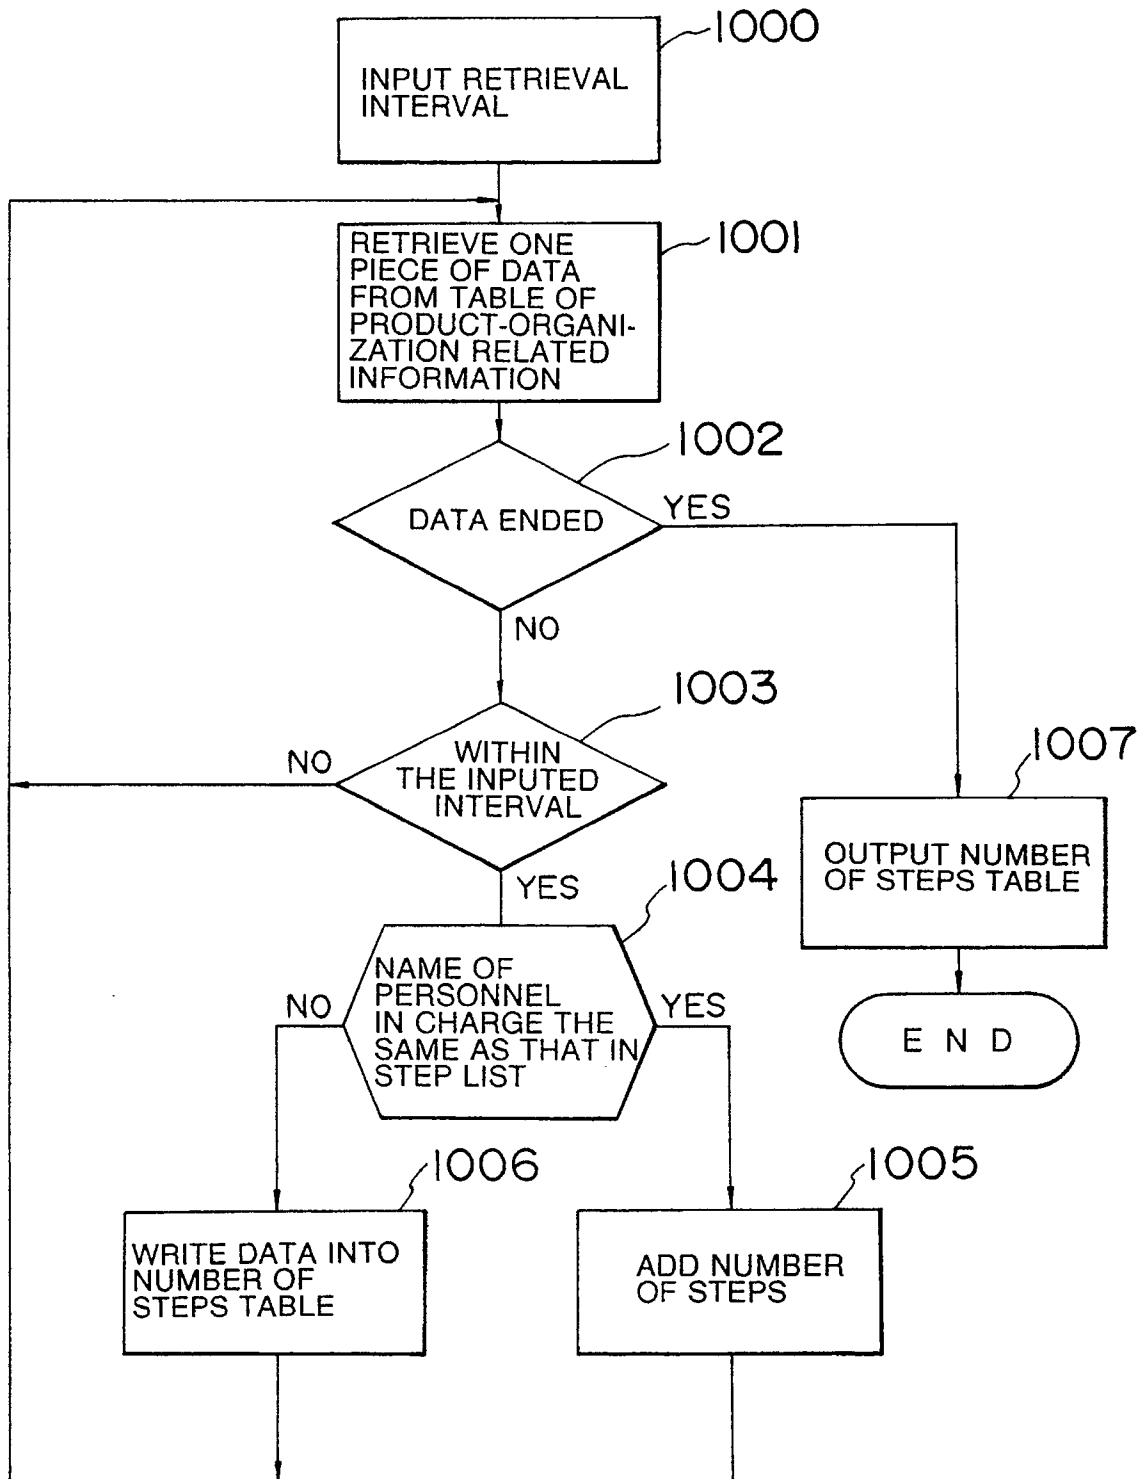 1000
INPUT RETRIEVAL
INTERVAL
1001
RETRIEVE ONE
PIECE OF DATA
FROM TABLE OF
PRODUCT-ORGANI-
ZATION RELATED
INFORMATION
1002
DATA ENDED
YES
NO
1003
WITHIN
THE INPUTED
INTERVAL
NO
YES
1007
OUTPUT NUMBER
OF STEPS TABLE
E N D
1004
NAME OF
PERSONNEL
IN CHARGE THE
SAME AS THAT IN
STEP LIST
NO
YES
1006
WRITE DATA INTO
NUMBER OF
STEPS TABLE
1005
ADD NUMBER
OF STEPS